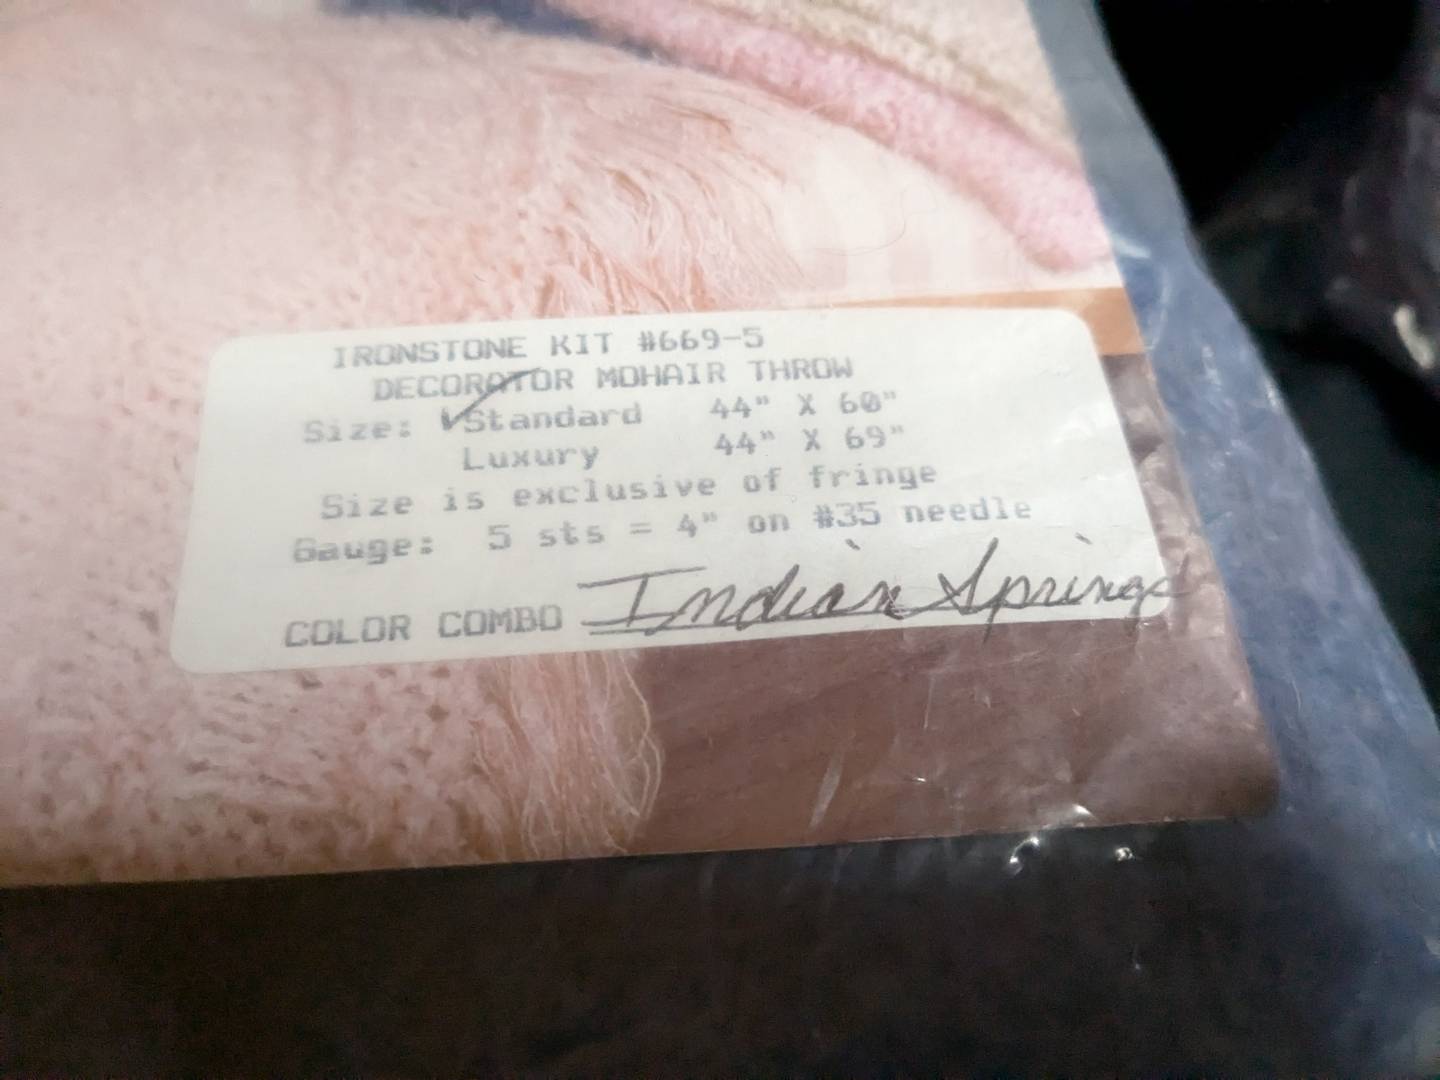 IRONSTONE KIT #669-5
DECORATOR MOHAIR THROW
Size: ✓Standard 44" X 60"
Luxury 44" X 69"
Size is exclusive of fringe
Gauge: 5 sts = 4" on #35 needle
COLOR COMBO Indian Springs